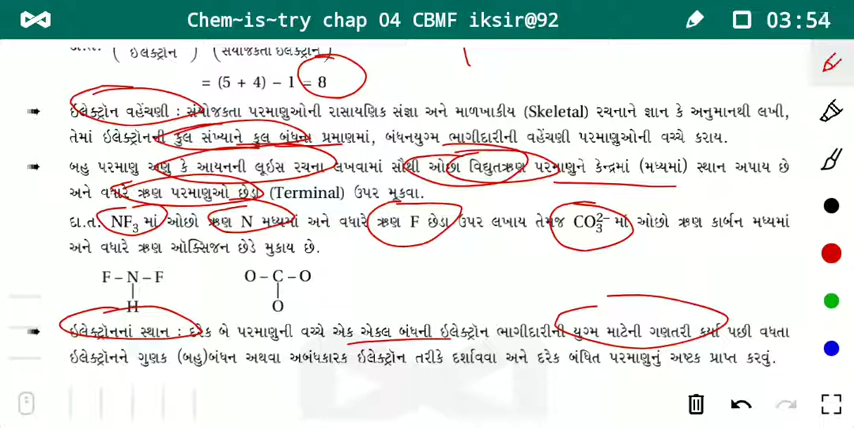 Chem~is~try chap 04 CBMF iksir@92
03:54
(ઇલેક્ટ્રોન) (સંયોજકતા ઇલેક્ટ્રોન)
= (5 + 4) − 1 = 8
➠ ઇલેક્ટ્રોન વહેંચણી : સંયોજકતા પરમાણુઓની રાસાયણિક સંજ્ઞા અને માળખાકીય (Skeletal) રચનાને જ્ઞાન કે અનુમાનથી લખી,
તેમાં ઇલેક્ટ્રોનની કુલ સંખ્યાને કુલ બંધના પ્રમાણમાં, બંધનયુગ્મ ભાગીદારીની વહેંચણી પરમાણુઓની વચ્ચે કરાય.
➠ બહુ પરમાણુ અણુ કે આયનની લૂઇસ રચના લખવામાં સૌથી ઓછા વિદ્યુતઋણ પરમાણુને કેન્દ્રમાં (મધ્યમાં) સ્થાન અપાય છે
અને વધારે ઋણ પરમાણુઓ છેડા (Terminal) ઉપર મૂકવા.
દા.ત. NF₃ માં ઓછો ઋણ N મધ્યમાં અને વધારે ઋણ F છેડા ઉપર લખાય તેમજ CO₃²⁻ માં ઓછો ઋણ કાર્બન મધ્યમાં
અને વધારે ઋણ ઓક્સિજન છેડે મુકાય છે.
F – N – F O – C – O
H O
➠ ઇલેક્ટ્રોનનાં સ્થાન : દરેક બે પરમાણુની વચ્ચે એક એકલ બંધની ઇલેક્ટ્રોન ભાગીદારીની યુગ્મ માટેની ગણતરી કર્યા પછી વધતા
ઇલેક્ટ્રૉનને ગુણક (બહુ)બંધન અથવા અબંધકારક ઇલેક્ટ્રોન તરીકે દર્શાવવા અને દરેક બંધિત પરમાણુનું અષ્ટક પ્રાપ્ત કરવું.